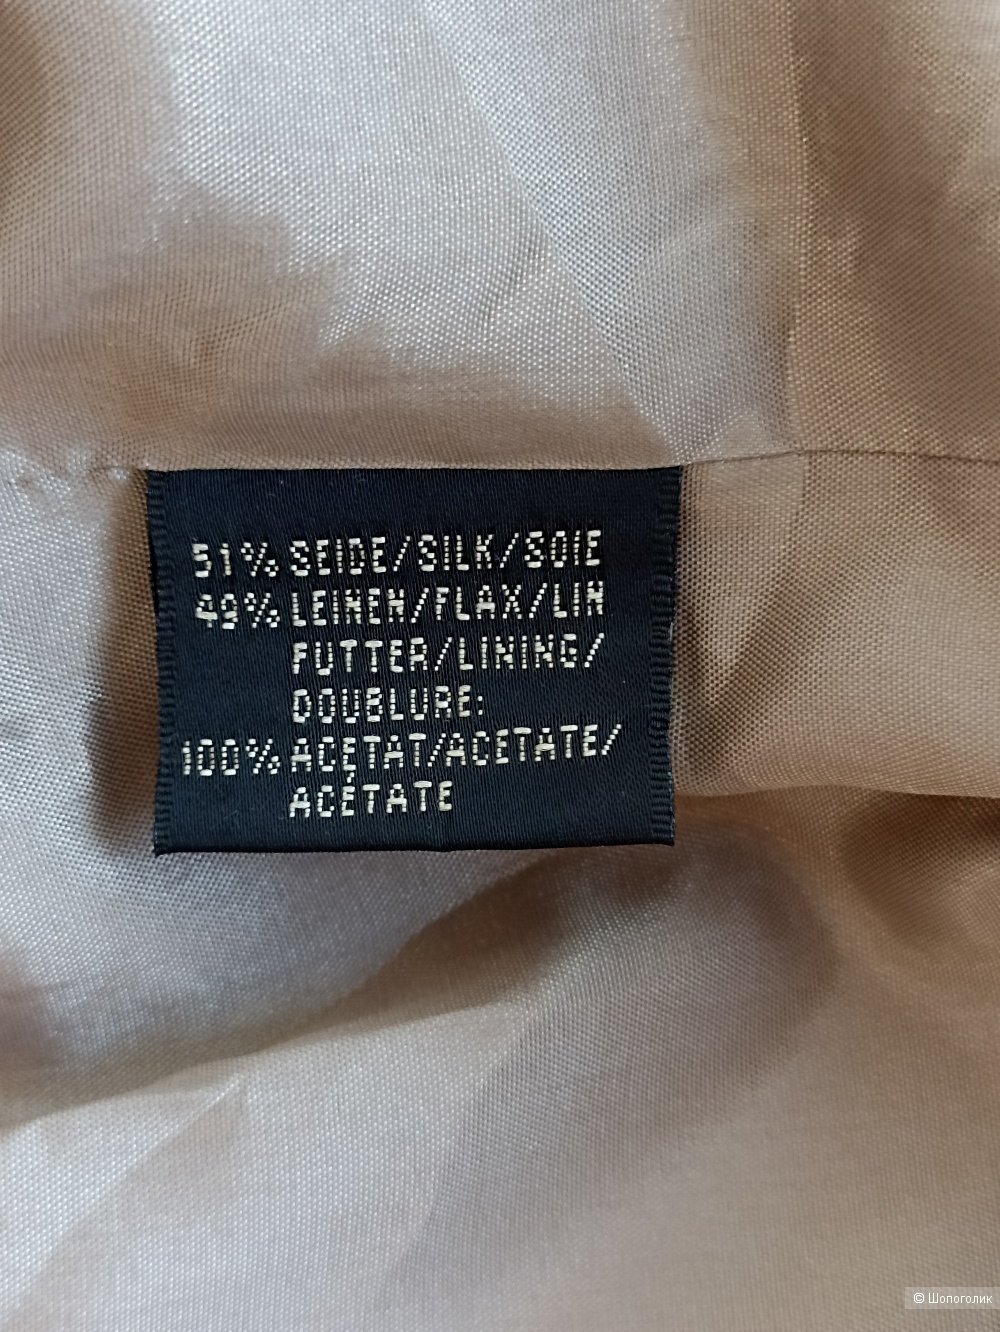 51% SEIDE/SILK/SOIE
49% LEINEN/FLAX/LIN
FUTTER/LINING/
DOUBLURE:
100% ACETAT/ACETATE/
ACÉTATE
© Шопоголик